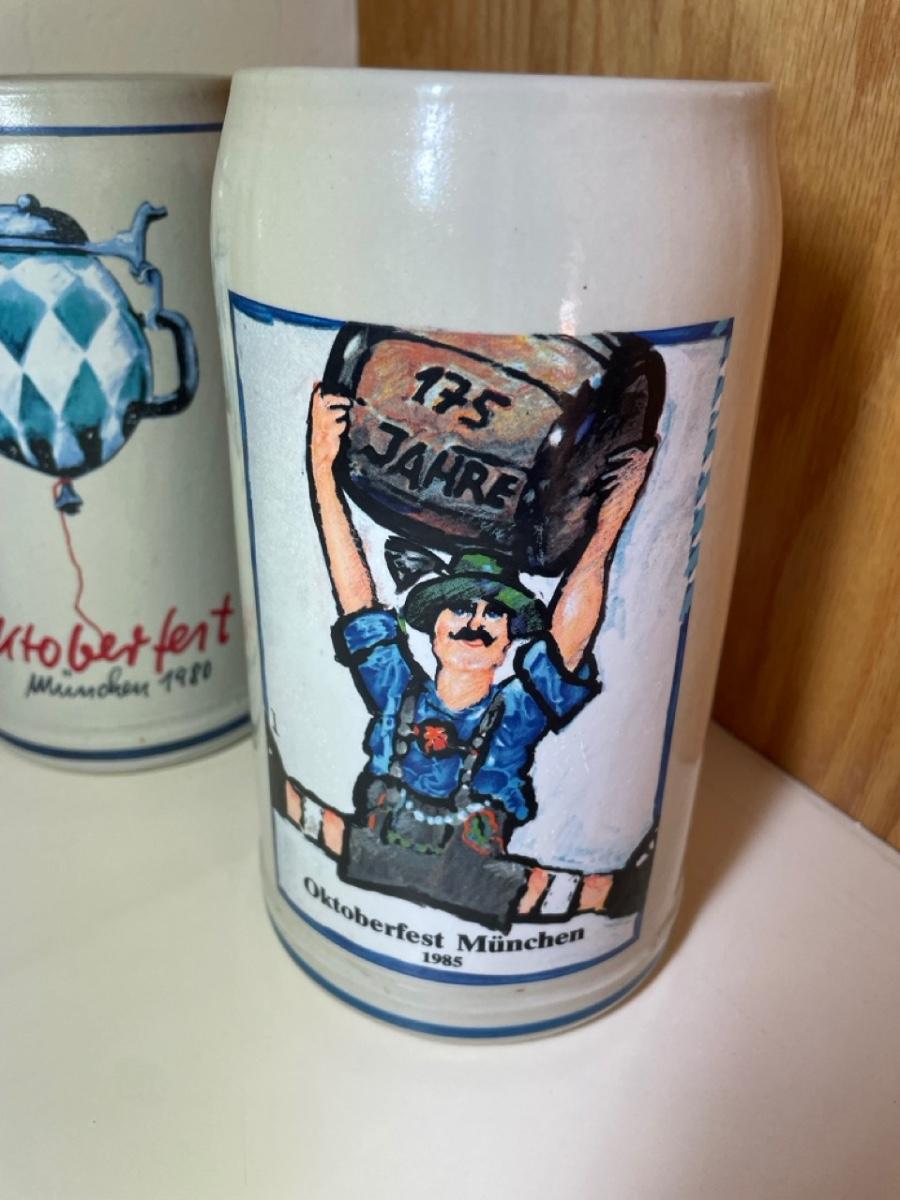 175
JAHRE
Oktoberfest München
1985
ktoberfest
München 1980